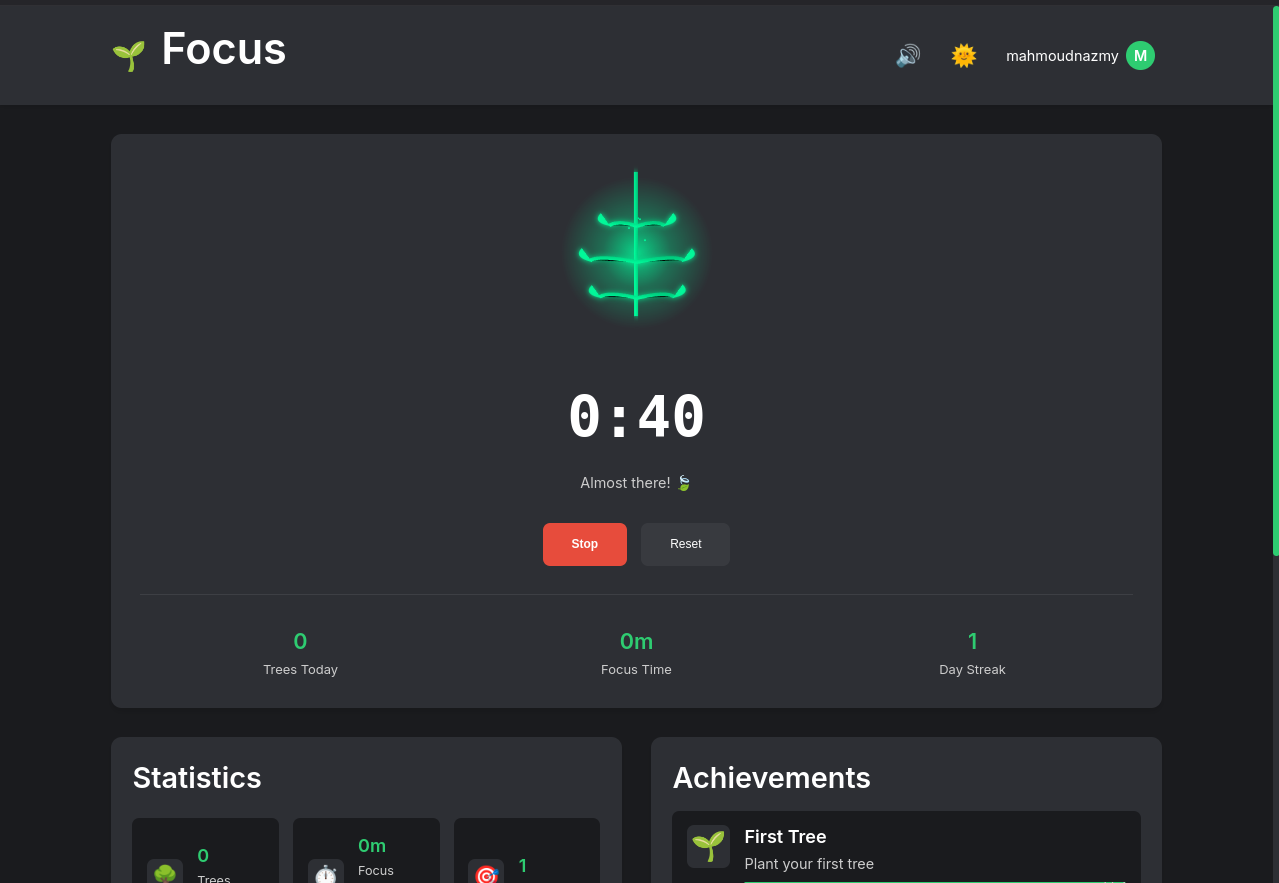 Focus
mahmoudnazmy M
0:40
Almost there!
Stop Reset
0 0m 1
Trees Today Focus Time Day Streak
Statistics
0
Trees
0m
Focus
1
Achievements
First Tree
Plant your first tree